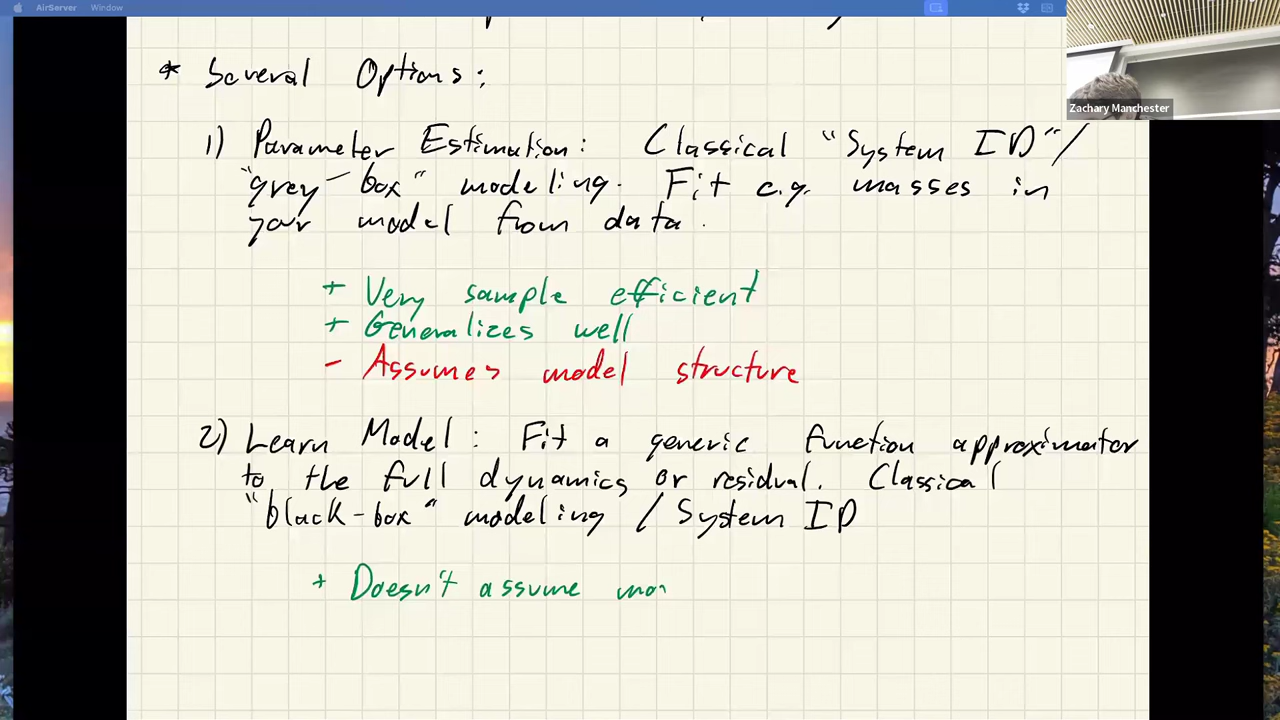 AirServer Window
Zachary Manchester
* Several Options:
1) Parameter Estimation: Classical "System ID"/
"grey-box" modeling. Fit e.g. masses in
your model from data.
+ Very sample efficient
+ Generalizes well
- Assumes model structure
2) Learn Model: Fit a generic function approximator
to the full dynamics or residual. Classical
"black-box" modeling / System ID
+ Doesn't assume